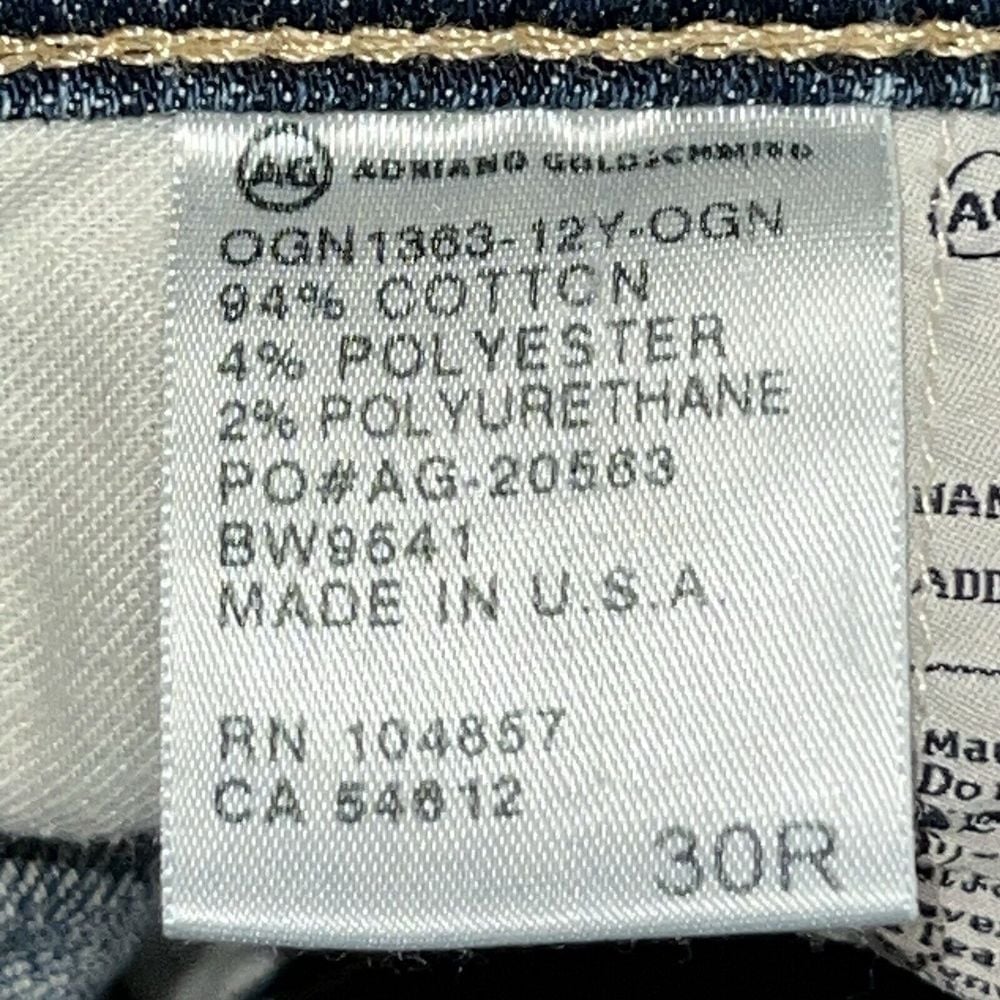 AG ADRIANO GOLDSCHMIED
OGN1363-12Y-OGN
94% COTTON
4% POLYESTER
2% POLYURETHANE
PO#AG-20563
BW9641
MADE IN U.S.A.
RN 104857
CA 54612
30R
AG